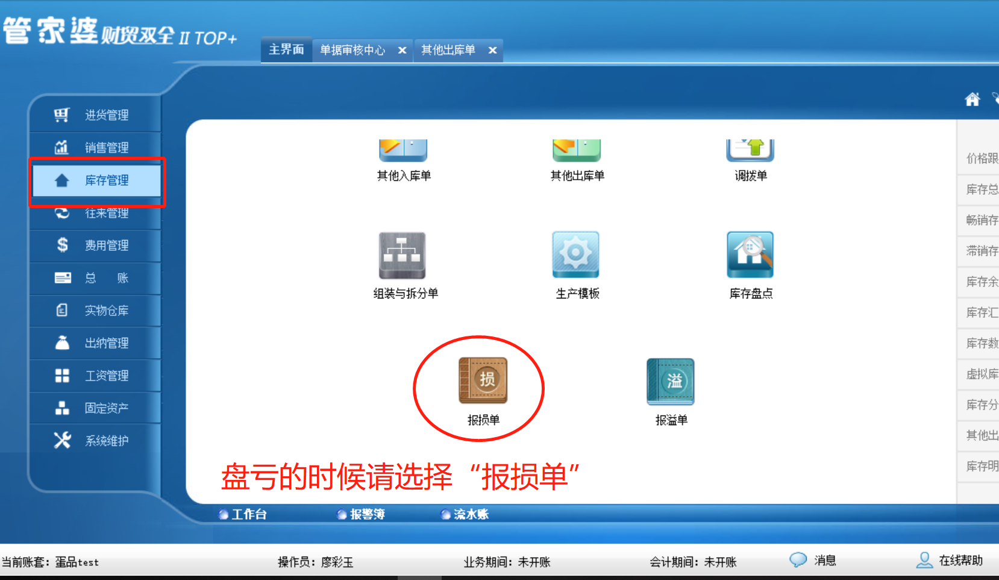 管家婆财贸双全 II TOP+
主界面
单据审核中心
其他出库单
进货管理
销售管理
库存管理
往来管理
费用管理
总 账
实物仓库
出纳管理
工资管理
固定资产
系统维护
其他入库单
其他出库单
调拨单
组装与拆分单
生产模板
库存盘点
损
溢
报损单
报溢单
盘亏的时候请选择“报损单”
价格跟
库存总
畅销存
滞销存
库存余
库存汇
库存数
虚拟库
库存分
其他出
库存明
工作台
报警簿
流水账
当前账套：蛋品test
操作员：廖彩玉
业务期间：未开账
会计期间：未开账
消息
在线帮助